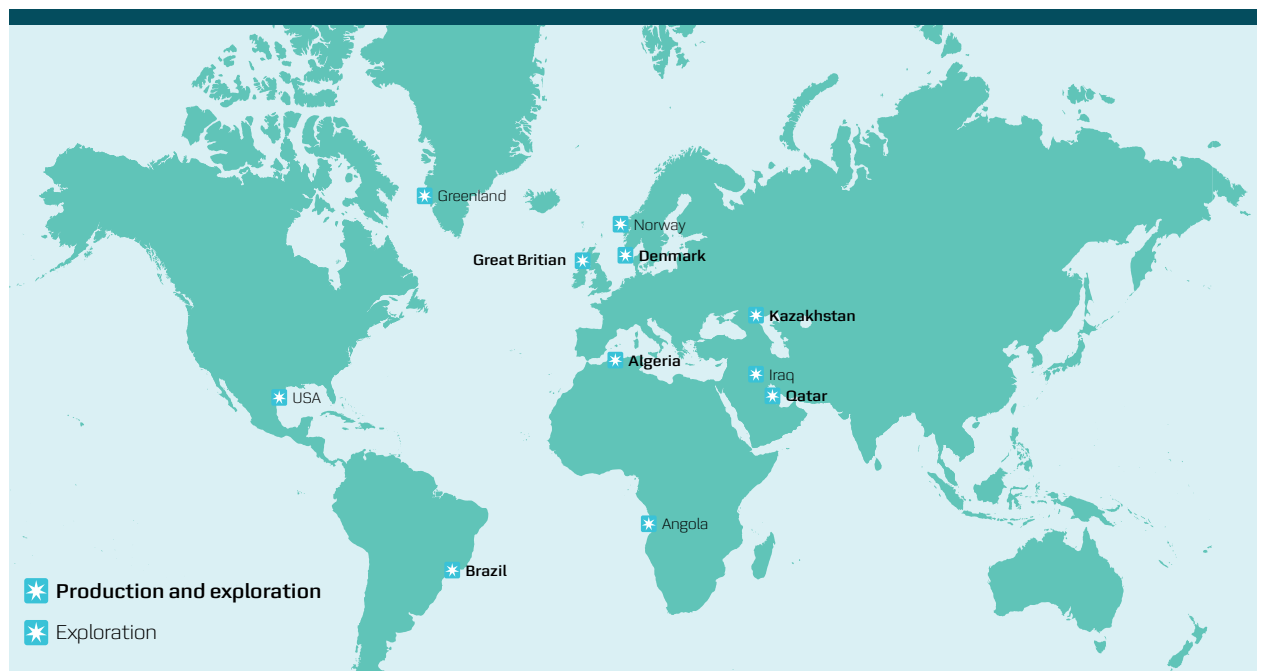 Greenland
Norway
Great Britian
Denmark
Kazakhstan
Algeria
Iraq
USA
Qatar
Angola
Brazil
Production and exploration
Exploration